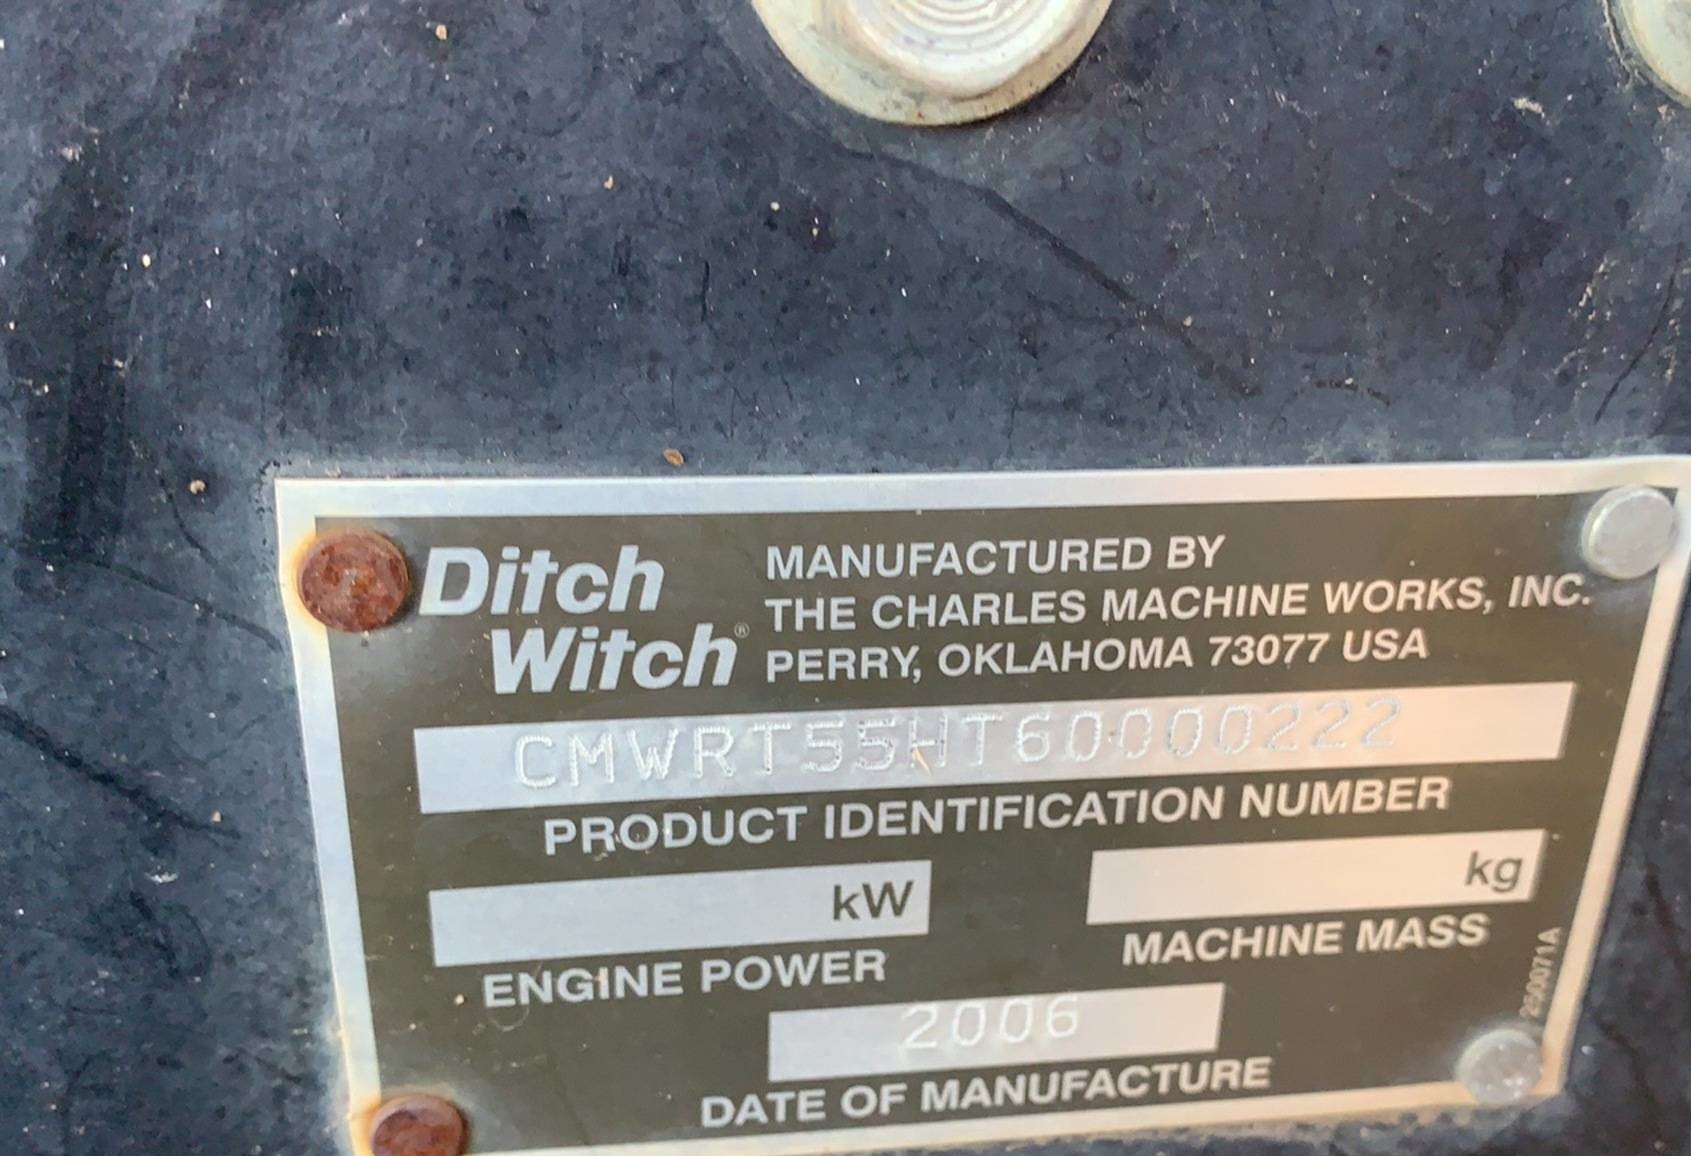 Ditch
Witch®
MANUFACTURED BY
THE CHARLES MACHINE WORKS, INC.
PERRY, OKLAHOMA 73077 USA
CMWRT55HT60000222
PRODUCT IDENTIFICATION NUMBER
kW
ENGINE POWER
kg
MACHINE MASS
2006
DATE OF MANUFACTURE
250071A